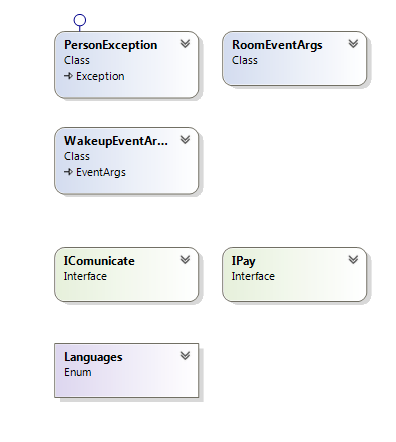 PersonException
Class
Exception
RoomEventArgs
Class
WakeupEventAr...
Class
EventArgs
IComunicate
Interface
IPay
Interface
Languages
Enum